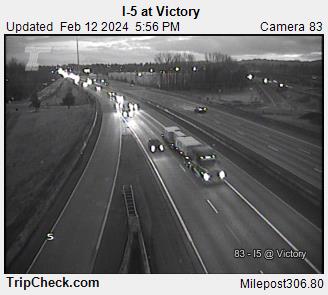 I-5 at Victory
Updated Feb 12 2024 5:56 PM Camera 83
T
S
83 - I5 @ Victory
TripCheck.com Milepost306.80